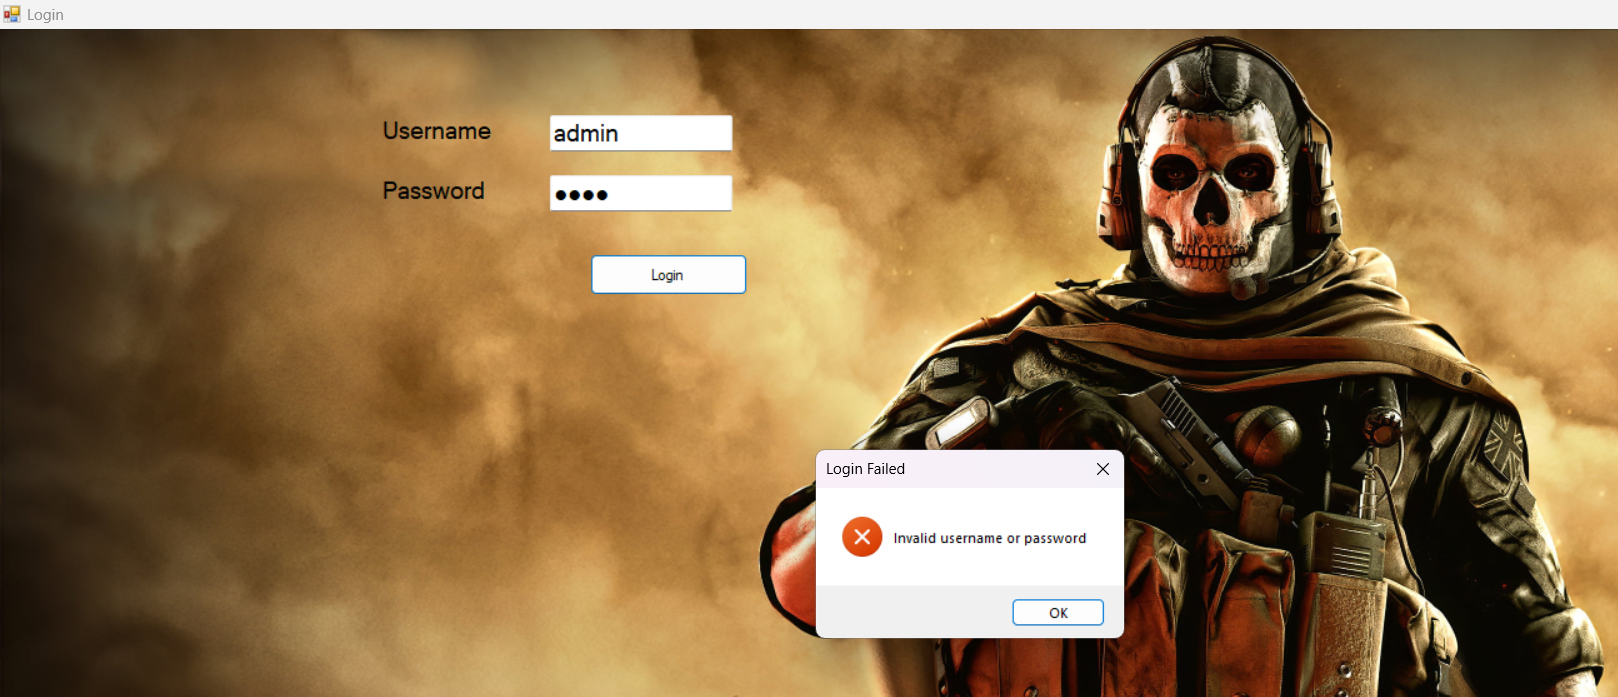 Login
Username
admin
Password
●●●●
Login
Login Failed
Invalid username or password
OK